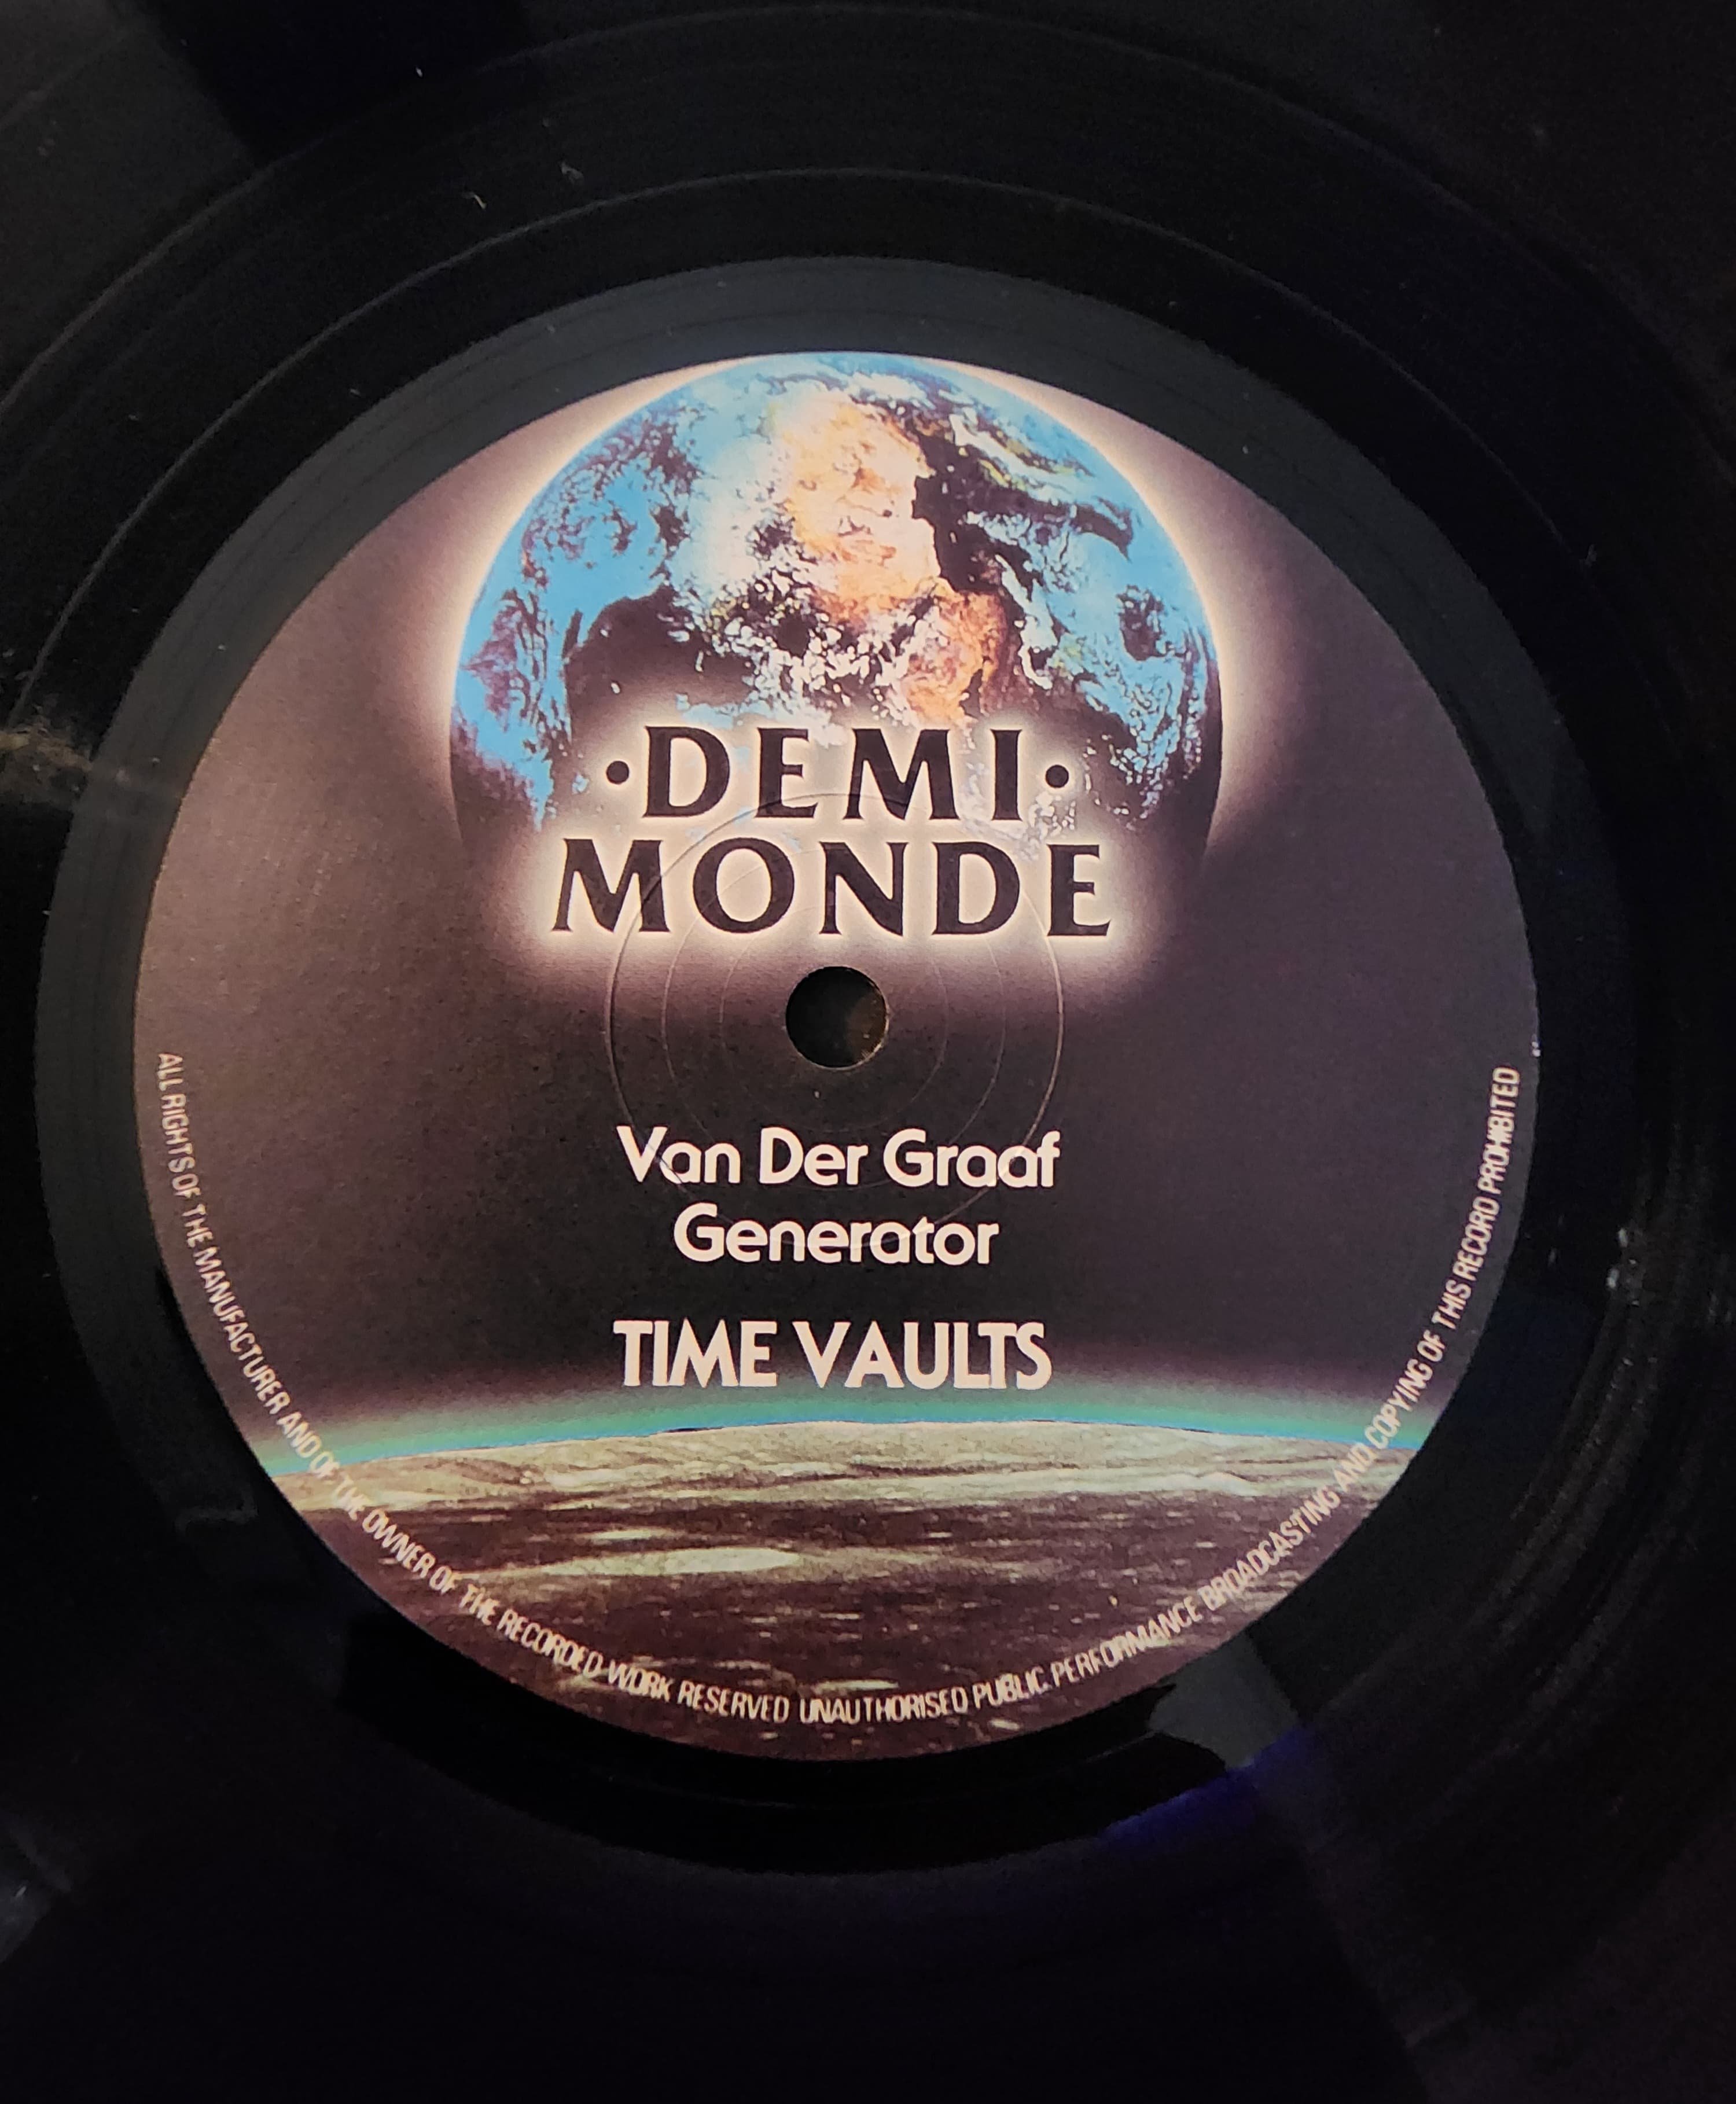 ·DEMI·
MONDE
Van Der Graaf
Generator
TIME VAULTS
ALL RIGHTS OF THE MANUFACTURER AND OF THE OWNER OF THE RECORDED WORK RESERVED UNAUTHORISED PUBLIC PERFORMANCE BROADCASTING AND COPYING OF THIS RECORD PROHIBITED